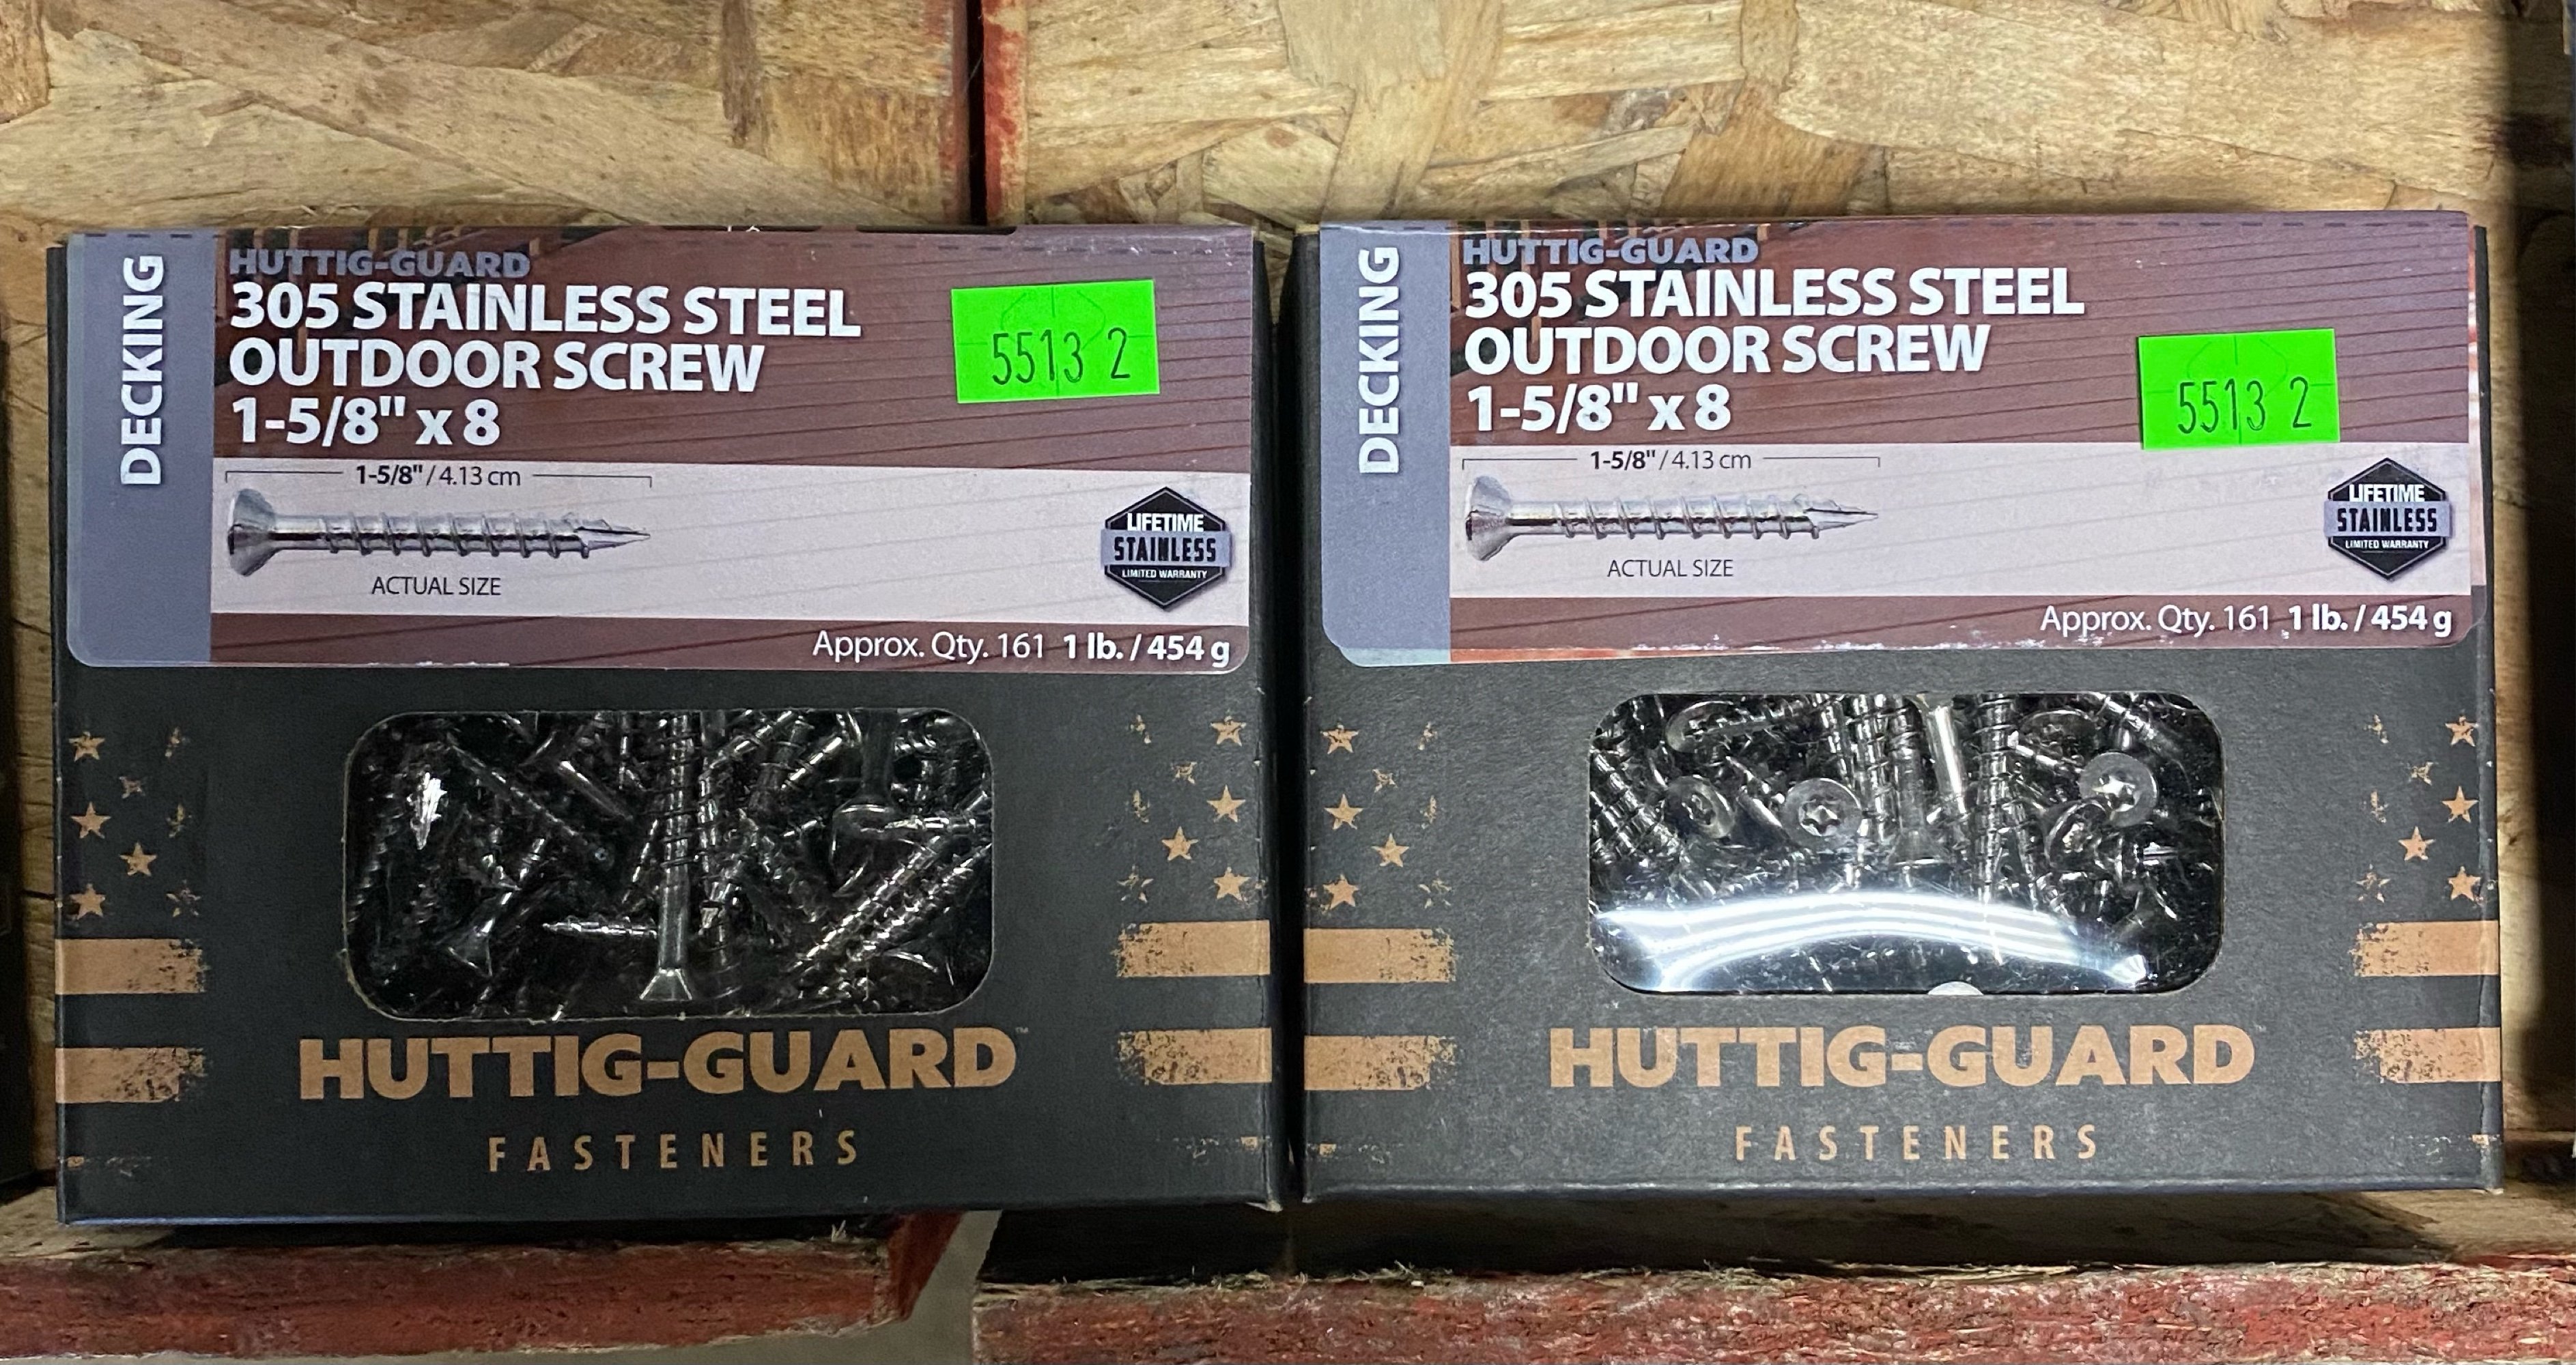 DECKING
HUTTIG-GUARD
305 STAINLESS STEEL
OUTDOOR SCREW
1-5/8" x 8
5513 2
1-5/8" / 4.13 cm
ACTUAL SIZE
LIFETIME
STAINLESS
LIMITED WARRANTY
Approx. Qty. 161 1 lb. / 454 g
HUTTIG-GUARD™
FASTENERS
DECKING
HUTTIG-GUARD
305 STAINLESS STEEL
OUTDOOR SCREW
1-5/8" x 8
5513 2
1-5/8" / 4.13 cm
ACTUAL SIZE
LIFETIME
STAINLESS
LIMITED WARRANTY
Approx. Qty. 161 1 lb. / 454 g
HUTTIG-GUARD
FASTENERS